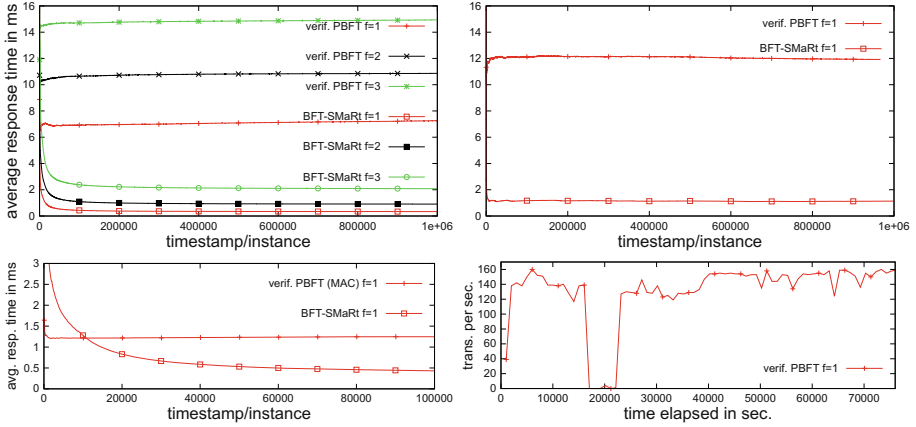 average response time in ms
16
14
12
10
8
6
4
2
0
verif. PBFT f=1
verif. PBFT f=2
verif. PBFT f=3
BFT-SMaRt f=1
BFT-SMaRt f=2
BFT-SMaRt f=3
0 200000 400000 600000 800000 1e+06
timestamp/instance
16
14
12
10
8
6
4
2
0
verif. PBFT f=1
BFT-SMaRt f=1
0 200000 400000 600000 800000 1e+06
timestamp/instance
avg.. resp. time in ms
3
2.5
2
1.5
1
0.5
0
verif. PBFT (MAC) f=1
BFT-SMaRt f=1
0 20000 40000 60000 80000 100000
timestamp/instance
trans. per sec.
160
140
120
100
80
60
40
20
0
verif. PBFT f=1
0 10000 20000 30000 40000 50000 60000 70000
time elapsed in sec.